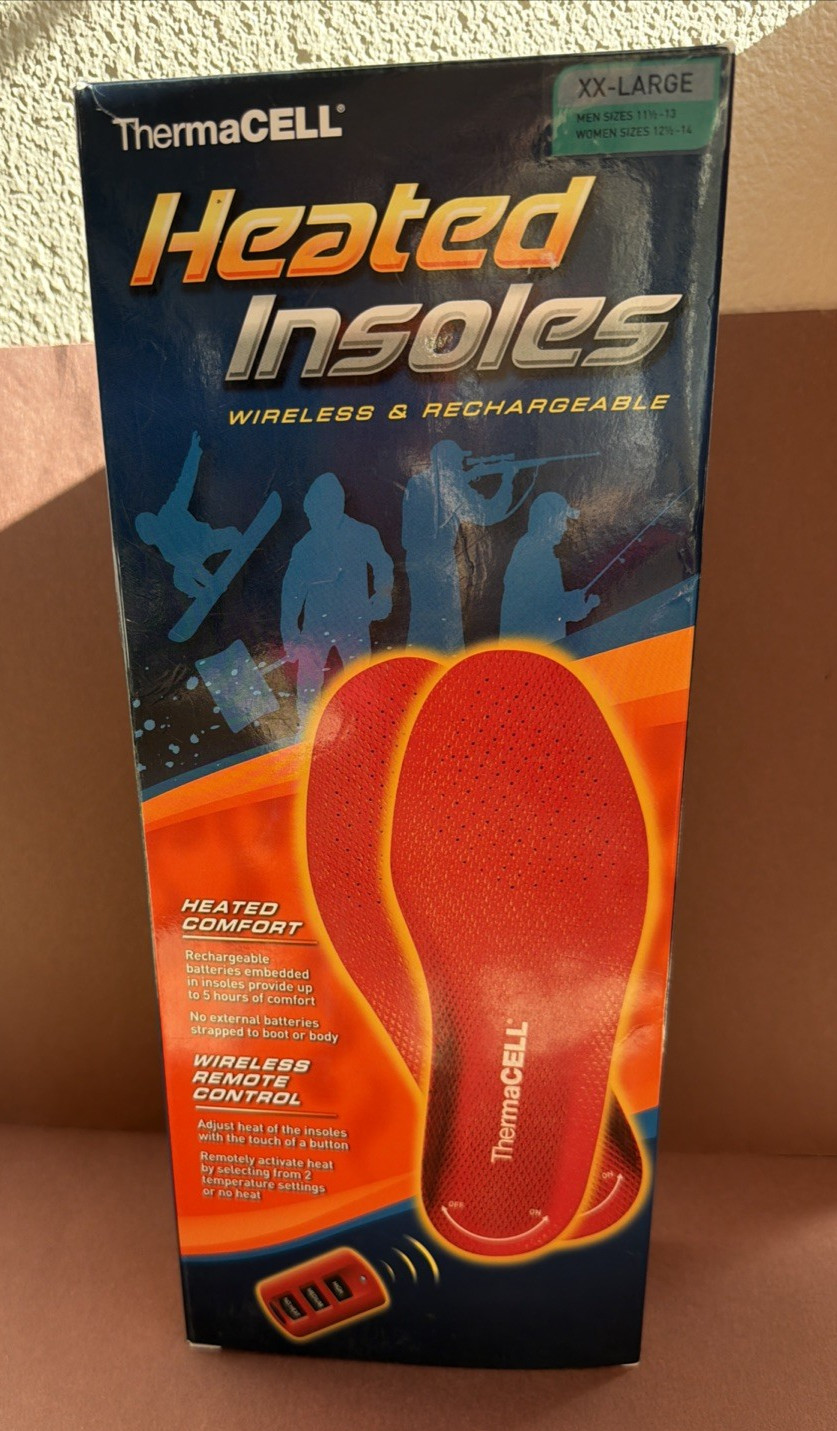 ThermaCELL®
XX-LARGE
MEN SIZES 11½-13
WOMEN SIZES 12½-14
Heated
Insoles
WIRELESS & RECHARGEABLE
HEATED
COMFORT
Rechargeable
batteries embedded
in insoles provide up
to 5 hours of comfort
No external batteries
strapped to boot or body
WIRELESS
REMOTE
CONTROL
Adjust heat of the insoles
with the touch of a button
Remotely activate heat
by selecting from 2
temperature settings
or no heat
ThermaCELL®
OFF
ON
OFF